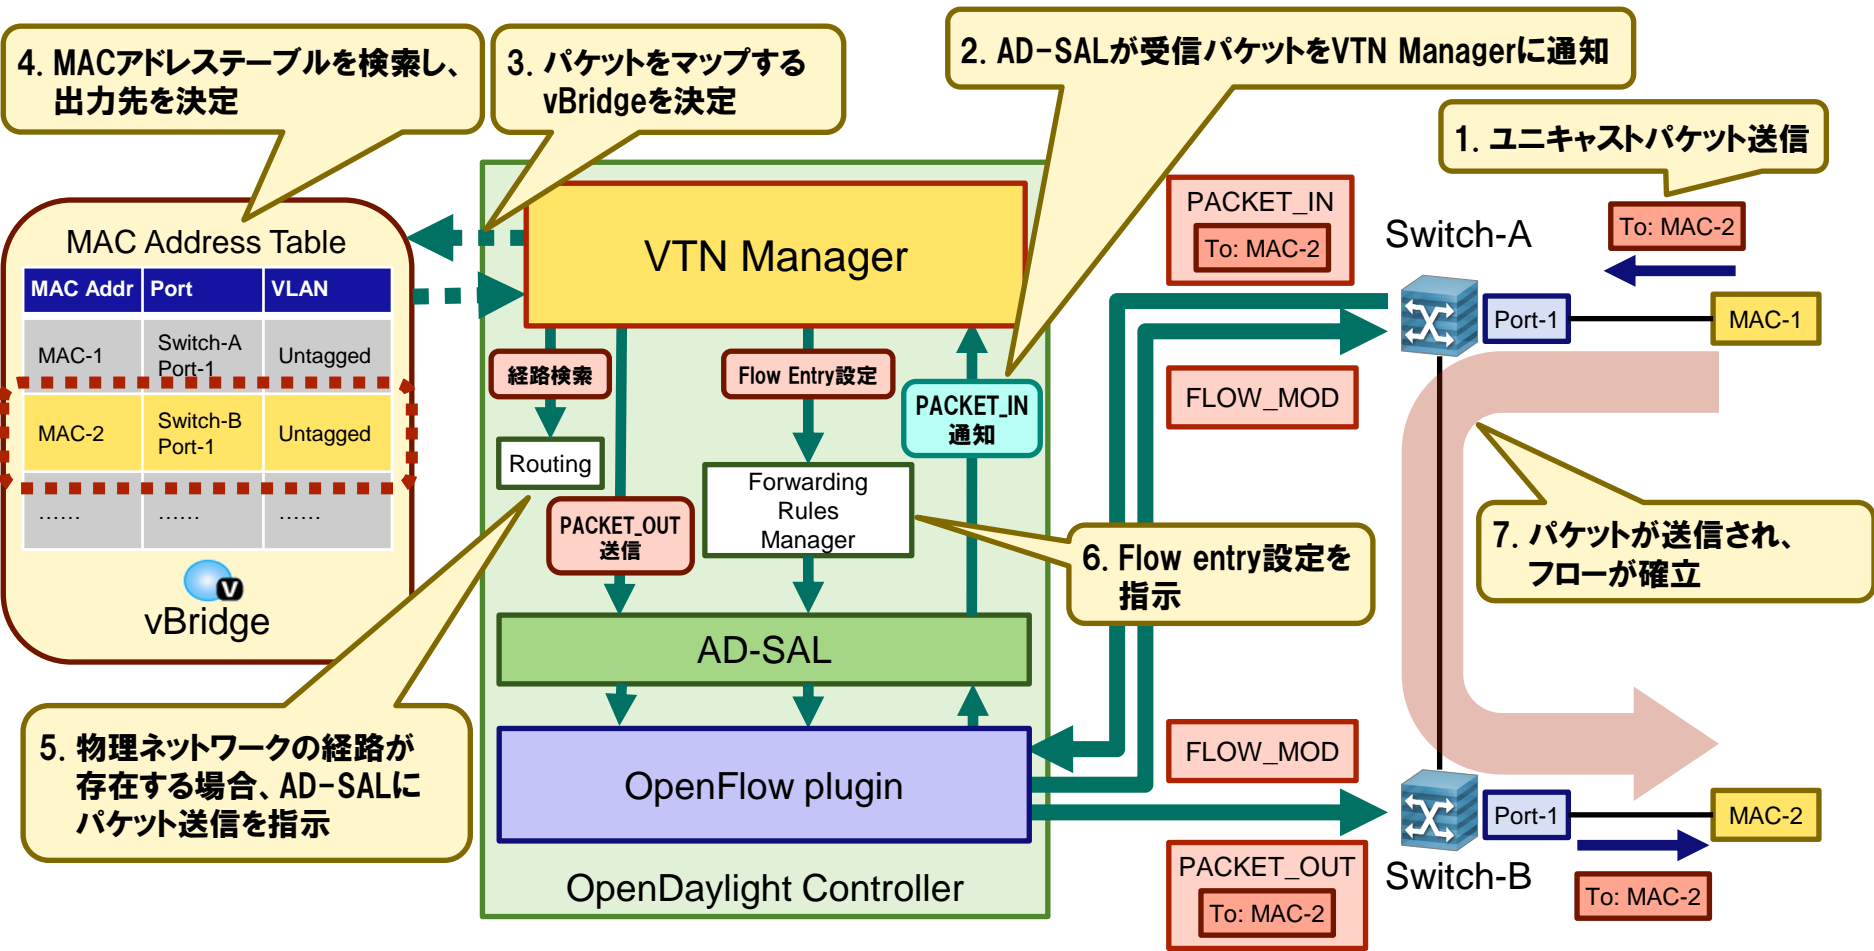 4. MACアドレステーブルを検索し、
出力先を決定
3. パケットをマップする
vBridgeを決定
2. AD-SALが受信パケットをVTN Managerに通知
1. ユニキャストパケット送信
MAC Address Table
MAC Addr Port VLAN
MAC-1 Switch-A Port-1 Untagged
MAC-2 Switch-B Port-1 Untagged
…… …… ……
vBridge
V
VTN Manager
経路検索
Flow Entry設定
PACKET_IN
通知
Routing
PACKET_OUT
送信
Forwarding
Rules
Manager
AD-SAL
OpenFlow plugin
OpenDaylight Controller
5. 物理ネットワークの経路が
存在する場合、AD-SALに
パケット送信を指示
6. Flow entry設定を
指示
PACKET_IN
To: MAC-2
FLOW_MOD
Switch-A
To: MAC-2
Port-1
MAC-1
7. パケットが送信され、
フローが確立
FLOW_MOD
PACKET_OUT
To: MAC-2
Port-1
MAC-2
Switch-B
To: MAC-2